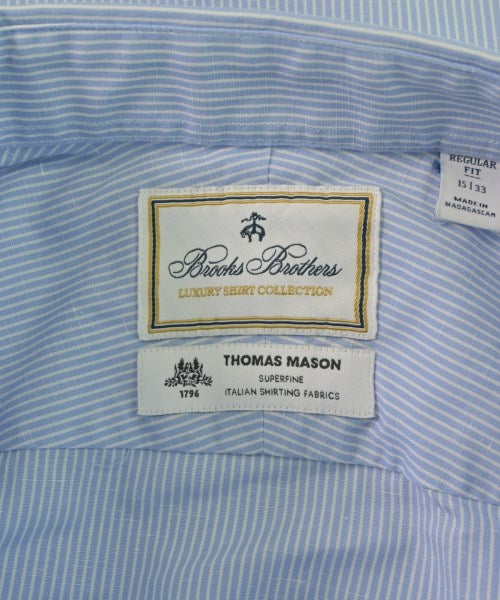 Brooks Brothers
LUXURY SHIRT COLLECTION
THOMAS MASON
SUPERFINE
ITALIAN SHIRTING FABRICS
1796
REGULAR
FIT
15 | 33
MADE IN
MADAGASCAR